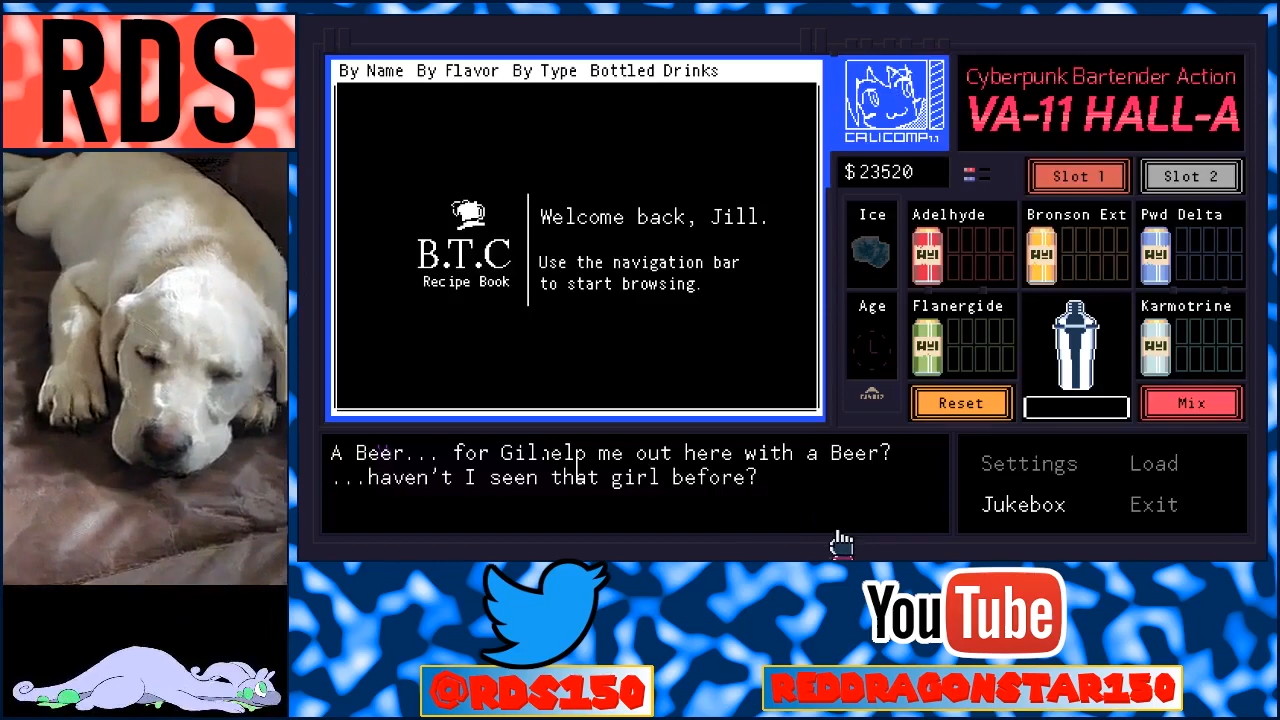 RDS
By Name By Flavor By Type Bottled Drinks
CALICOMP1.1
Cyberpunk Bartender Action
VA-11 HALL-A
$23520
Slot 1
Slot 2
Ice
Adelhyde
Bronson Ext
Pwd Delta
B.T.C
Recipe Book
Welcome back, Jill.
Use the navigation bar
to start browsing.
Age
Flanergide
Karmotrine
Reset
Mix
A Beer... for Gil.help me out here with a Beer?
...haven't I seen that girl before?
Settings
Load
Jukebox
Exit
YouTube
@RDS150
REDDRAGONSTAR150